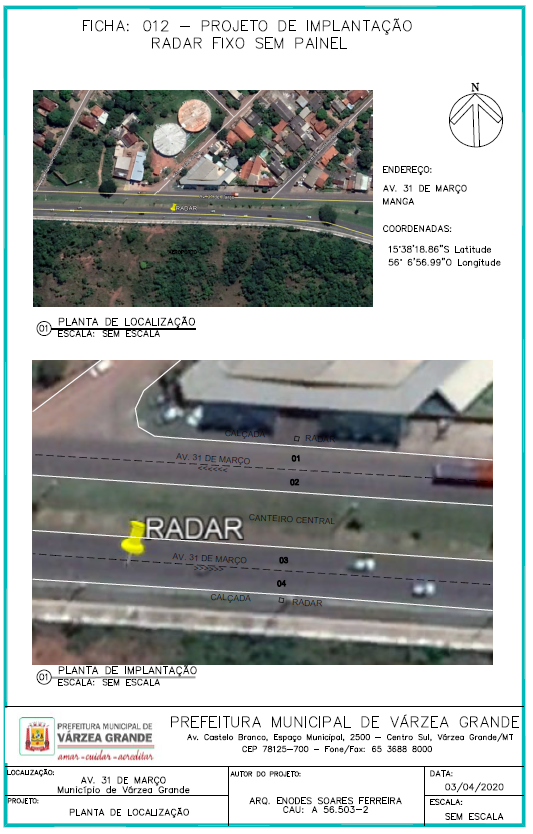 FICHA: 012 – PROJETO DE IMPLANTAÇÃO
RADAR FIXO SEM PAINEL
N
RADAR
ENDEREÇO:
AV. 31 DE MARÇO
MANGA
COORDENADAS:
15°38'18.86"S Latitude
56° 6'56.99"O Longitude
01 PLANTA DE LOCALIZAÇÃO
ESCALA: SEM ESCALA
CALÇADA RADAR
01
AV. 31 DE MARÇO
<<<<<
02
CANTEIRO CENTRAL
RADAR
AV. 31 DE MARÇO 03
>>>>>
04
CALÇADA RADAR
01 PLANTA DE IMPLANTAÇÃO
ESCALA: SEM ESCALA
PREFEITURA MUNICIPAL DE
VÁRZEA GRANDE
amar-cuidar-acreditar
PREFEITURA MUNICIPAL DE VÁRZEA GRANDE
Av. Castelo Branco, Espaço Municipal, 2500 – Centro Sul, Várzea Grande/MT
CEP 78125-700 – Fone/Fax: 65 3688 8000
LOCALIZAÇÃO:
AV. 31 DE MARÇO
Município de Várzea Grande
PROJETO:
PLANTA DE LOCALIZAÇÃO
AUTOR DO PROJETO:
ARQ. ENODES SOARES FERREIRA
CAU: A 56.503-2
DATA:
03/04/2020
ESCALA:
SEM ESCALA